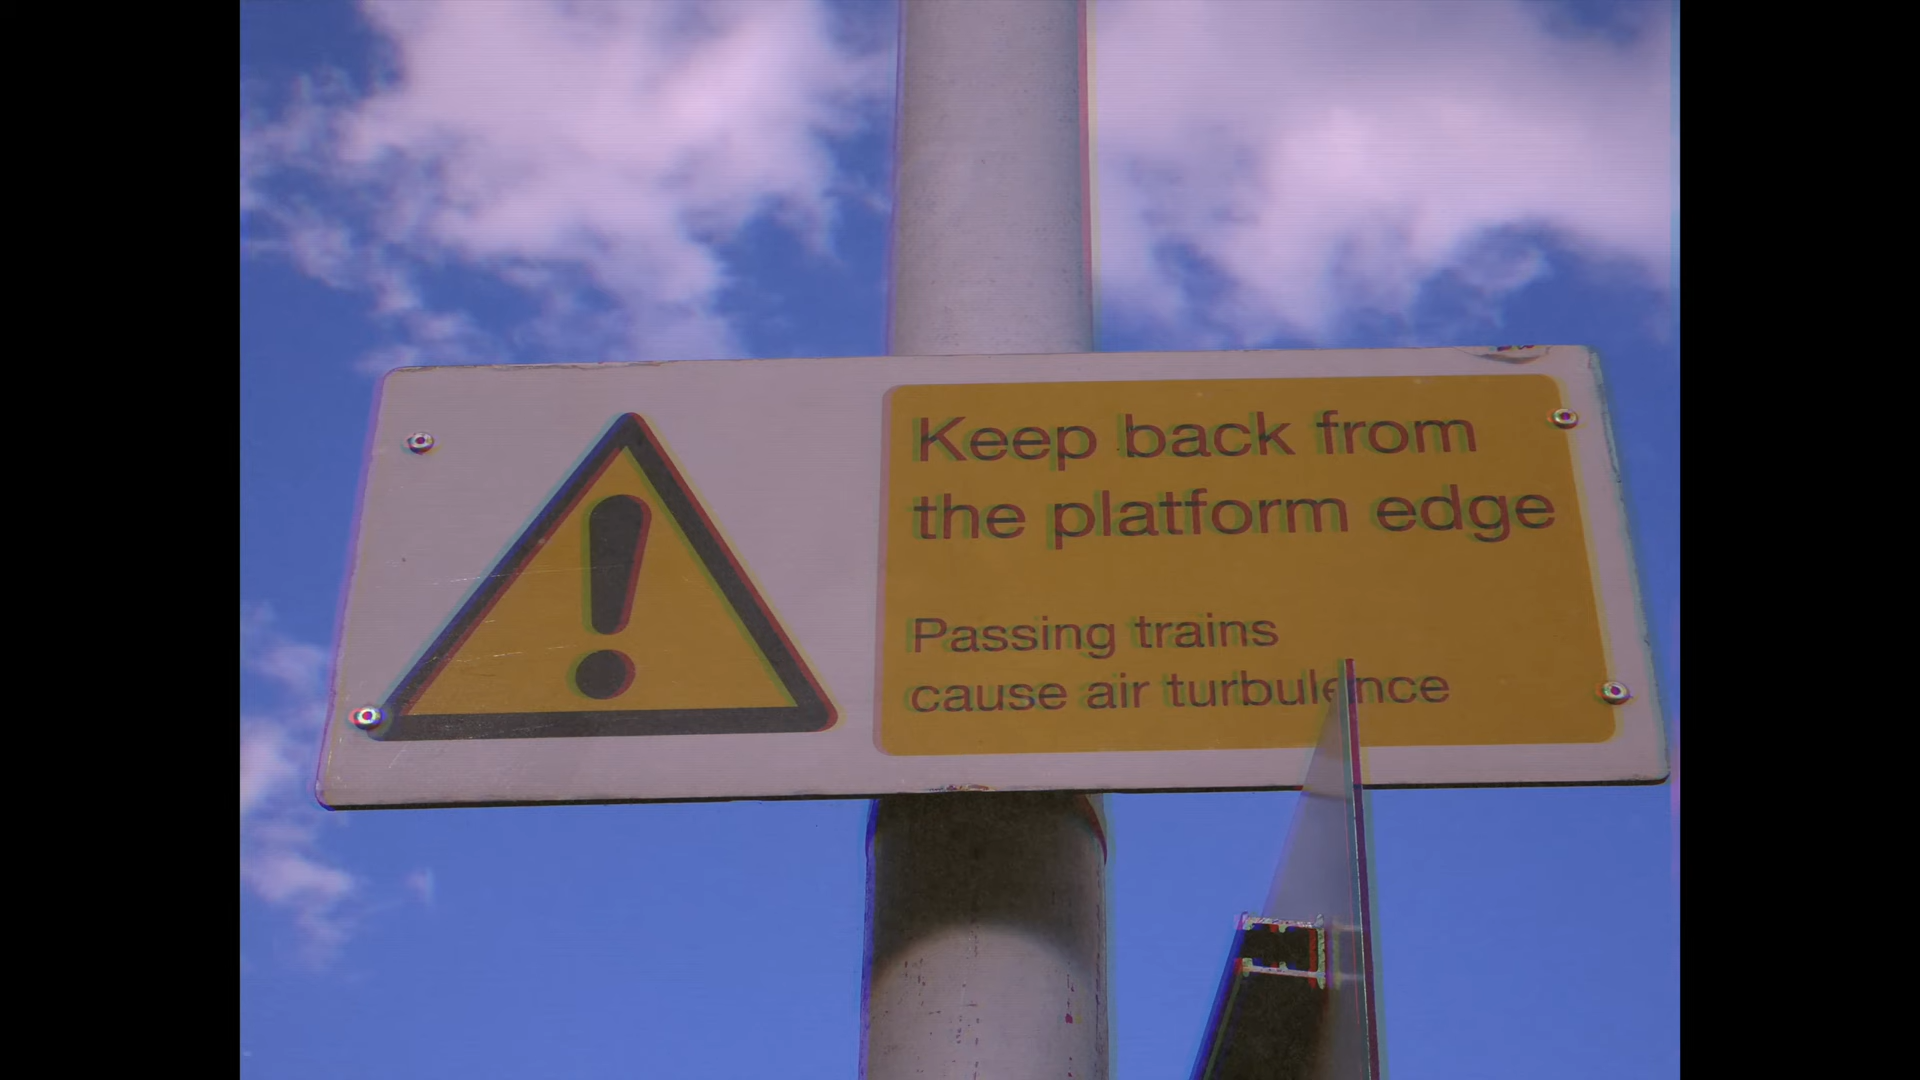 Keep back from
the platform edge
Passing trains
cause air turbulence